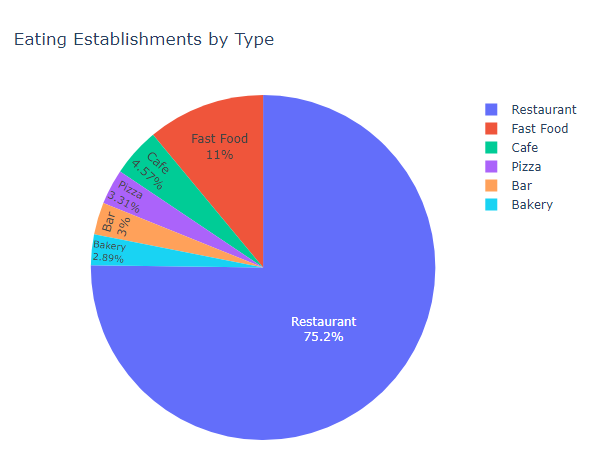 Eating Establishments by Type
Fast Food
11%
Cafe
4.57%
Pizza
3.31%
Bar
3%
Bakery
2.89%
Restaurant
75.2%
Restaurant
Fast Food
Cafe
Pizza
Bar
Bakery